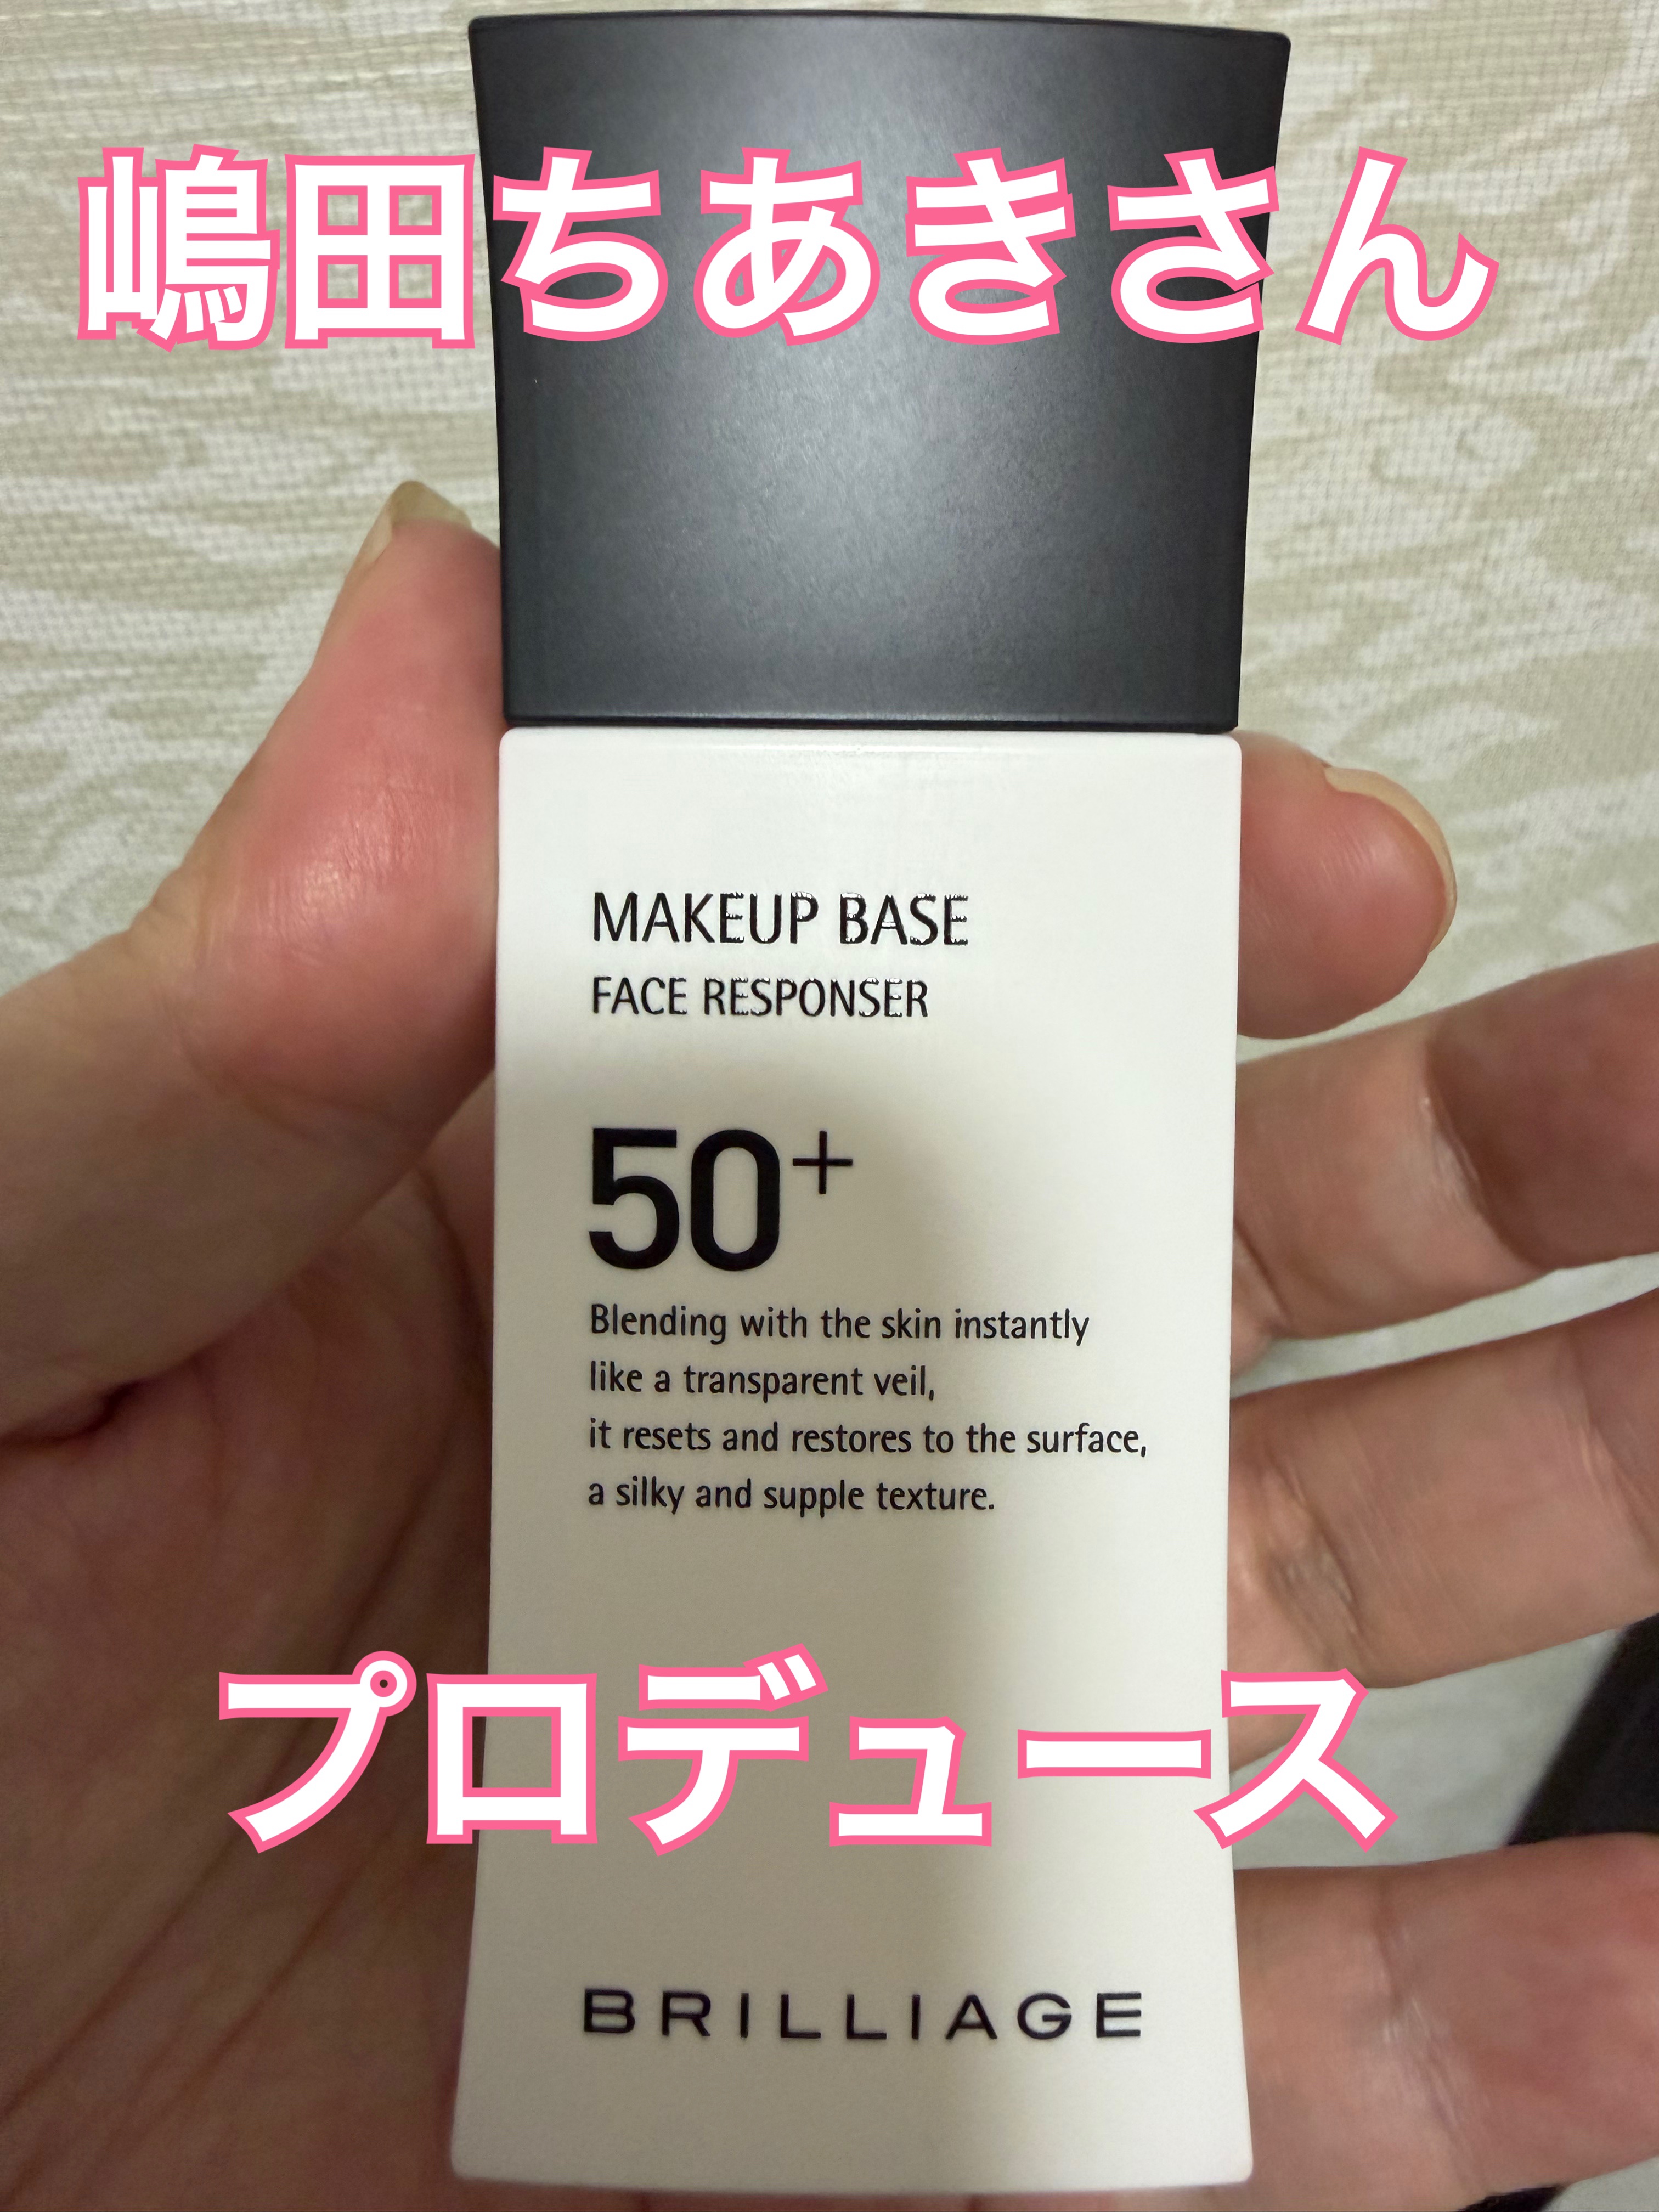 嶋田ちあきさん
MAKEUP BASE
FACE RESPONSER
50+
Blending with the skin instantly
like a transparent veil,
it resets and restores to the surface,
a silky and supple texture.
プロデュース
BRILLIAGE